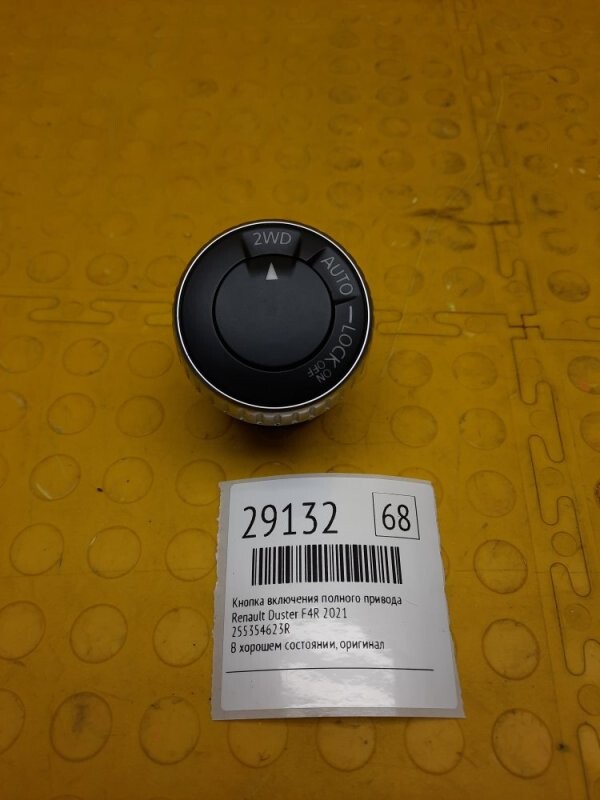 2WD
AUTO
LOCK
ON
OFF
29132 68
Кнопка включения полного привода
Renault Duster F4R 2021
255354623R
В хорошем состоянии, оригинал